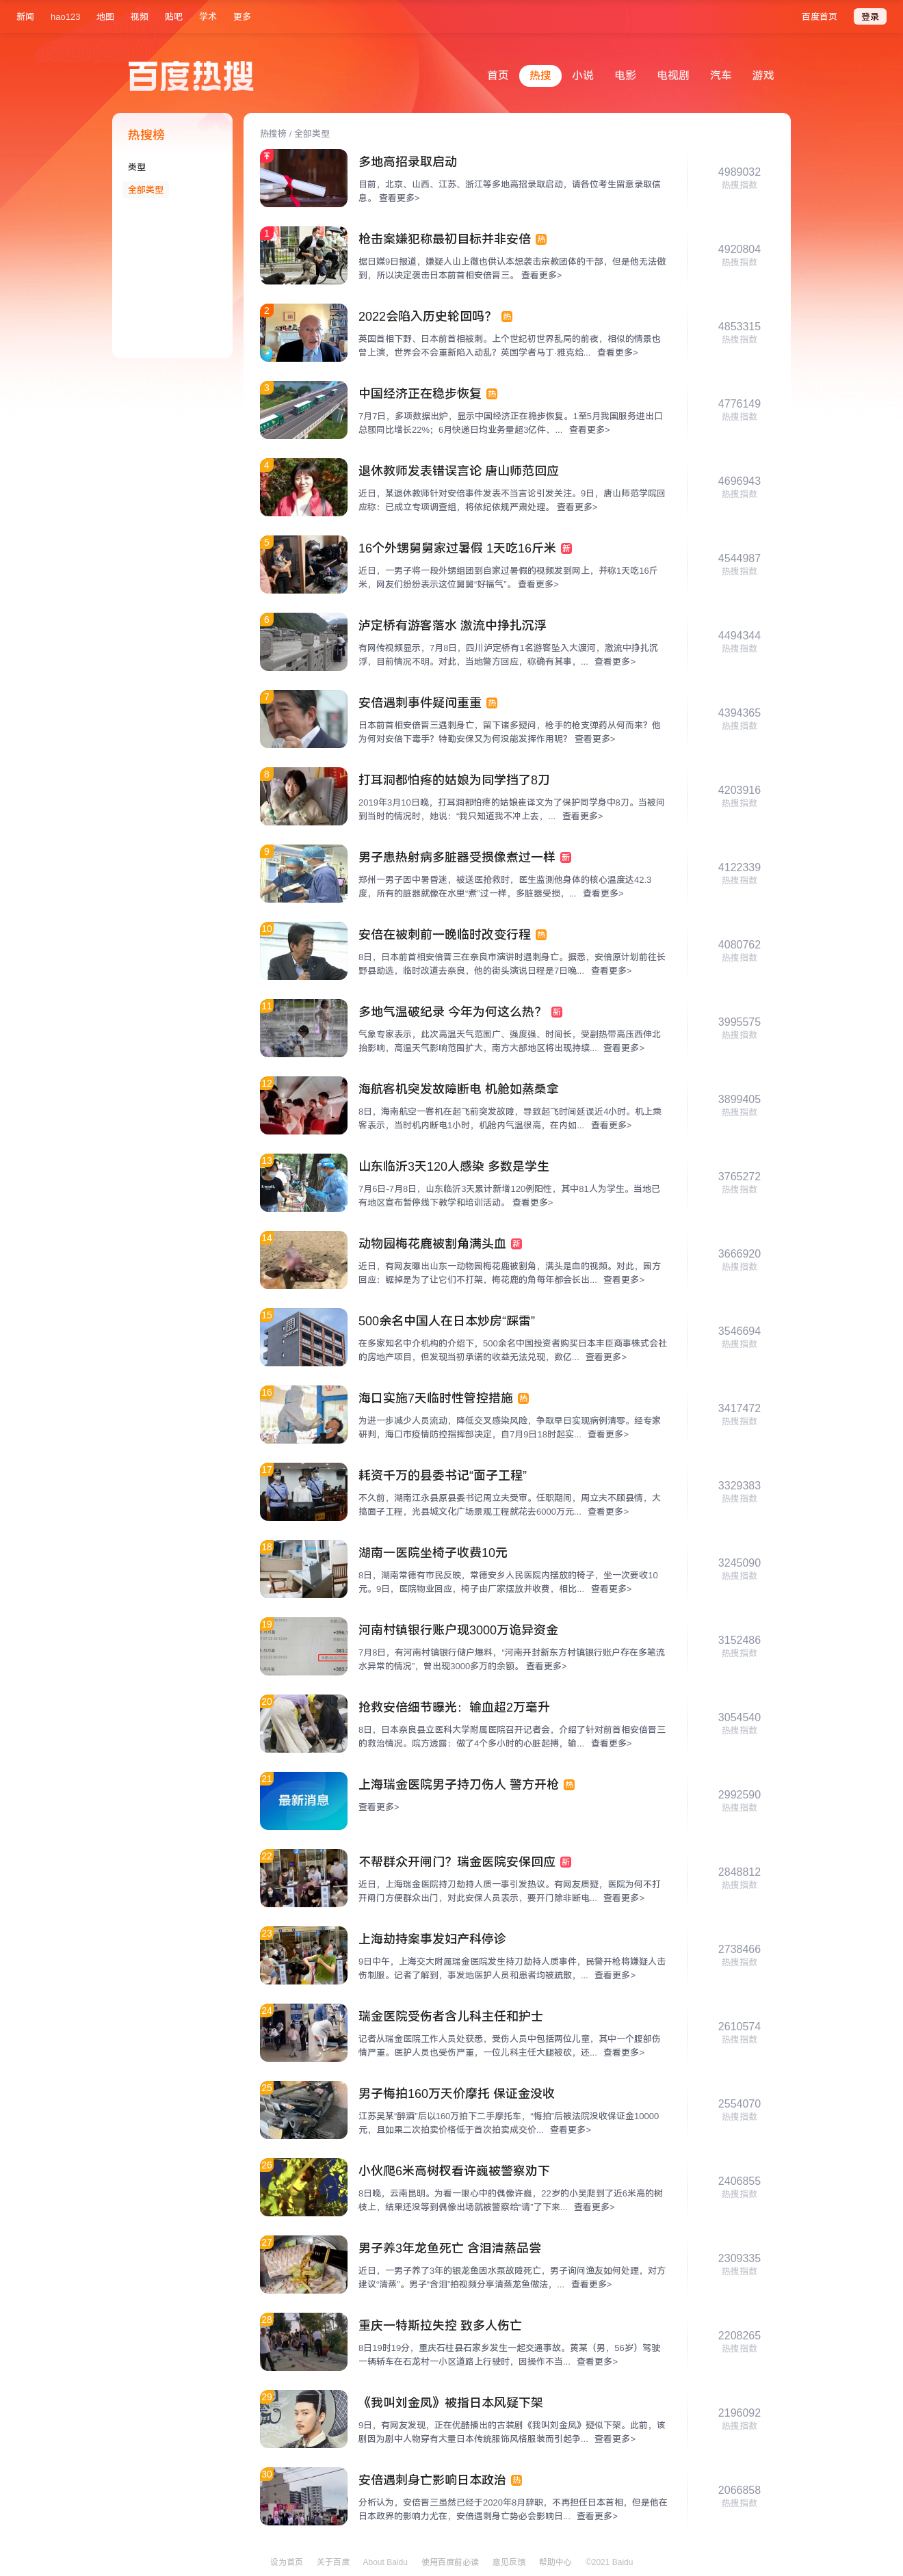 新闻 hao123 地图 视频 贴吧 学术 更多 百度首页 登录
百度热搜
首页 热搜 小说 电影 电视剧 汽车 游戏
热搜榜
类型
全部类型
热搜榜 / 全部类型
多地高招录取启动
目前，北京、山西、江苏、浙江等多地高招录取启动，请各位考生留意录取信
息。 查看更多>
4989032
热搜指数
1
枪击案嫌犯称最初目标并非安倍 热
据日媒9日报道，嫌疑人山上徹也供认本想袭击宗教团体的干部，但是他无法做
到，所以决定袭击日本前首相安倍晋三。 查看更多>
4920804
热搜指数
2
2022会陷入历史轮回吗？ 热
英国首相下野、日本前首相被刺。上个世纪初世界乱局的前夜，相似的情景也
曾上演，世界会不会重新陷入动乱？英国学者马丁·雅克给... 查看更多>
4853315
热搜指数
3
中国经济正在稳步恢复 热
7月7日，多项数据出炉，显示中国经济正在稳步恢复。1至5月我国服务进出口
总额同比增长22%；6月快递日均业务量超3亿件，... 查看更多>
4776149
热搜指数
4
退休教师发表错误言论 唐山师范回应
近日，某退休教师针对安倍事件发表不当言论引发关注。9日，唐山师范学院回
应称：已成立专项调查组，将依纪依规严肃处理。 查看更多>
4696943
热搜指数
5
16个外甥舅舅家过暑假 1天吃16斤米 新
近日，一男子将一段外甥组团到自家过暑假的视频发到网上，并称1天吃16斤
米，网友们纷纷表示这位舅舅“好福气”。 查看更多>
4544987
热搜指数
6
泸定桥有游客落水 激流中挣扎沉浮
有网传视频显示，7月8日，四川泸定桥有1名游客坠入大渡河，激流中挣扎沉
浮，目前情况不明。对此，当地警方回应，称确有其事，... 查看更多>
4494344
热搜指数
7
安倍遇刺事件疑问重重 热
日本前首相安倍晋三遇刺身亡，留下诸多疑问，枪手的枪支弹药从何而来？他
为何对安倍下毒手？特勤安保又为何没能发挥作用呢？ 查看更多>
4394365
热搜指数
8
打耳洞都怕疼的姑娘为同学挡了8刀
2019年3月10日晚，打耳洞都怕疼的姑娘崔译文为了保护同学身中8刀。当被问
到当时的情况时，她说：“我只知道我不冲上去，... 查看更多>
4203916
热搜指数
9
男子患热射病多脏器受损像煮过一样 新
郑州一男子因中暑昏迷，被送医抢救时，医生监测他身体的核心温度达42.3
度，所有的脏器就像在水里“煮”过一样，多脏器受损，... 查看更多>
4122339
热搜指数
10
安倍在被刺前一晚临时改变行程 热
8日，日本前首相安倍晋三在奈良市演讲时遇刺身亡。据悉，安倍原计划前往长
野县助选，临时改道去奈良，他的街头演说日程是7日晚... 查看更多>
4080762
热搜指数
11
多地气温破纪录 今年为何这么热？ 新
气象专家表示，此次高温天气范围广、强度强、时间长，受副热带高压西伸北
抬影响，高温天气影响范围扩大，南方大部地区将出现持续... 查看更多>
3995575
热搜指数
12
海航客机突发故障断电 机舱如蒸桑拿
8日，海南航空一客机在起飞前突发故障，导致起飞时间延误近4小时。机上乘
客表示，当时机内断电1小时，机舱内气温很高，在内如... 查看更多>
3899405
热搜指数
13
山东临沂3天120人感染 多数是学生
7月6日-7月8日，山东临沂3天累计新增120例阳性，其中81人为学生。当地已
有地区宣布暂停线下教学和培训活动。 查看更多>
3765272
热搜指数
14
动物园梅花鹿被割角满头血 新
近日，有网友曝出山东一动物园梅花鹿被割角，满头是血的视频。对此，园方
回应：锯掉是为了让它们不打架，梅花鹿的角每年都会长出... 查看更多>
3666920
热搜指数
15
500余名中国人在日本炒房“踩雷”
在多家知名中介机构的介绍下，500余名中国投资者购买日本丰臣商事株式会社
的房地产项目，但发现当初承诺的收益无法兑现，数亿... 查看更多>
3546694
热搜指数
16
海口实施7天临时性管控措施 热
为进一步减少人员流动，降低交叉感染风险，争取早日实现病例清零。经专家
研判，海口市疫情防控指挥部决定，自7月9日18时起实... 查看更多>
3417472
热搜指数
17
耗资千万的县委书记“面子工程”
不久前，湖南江永县原县委书记周立夫受审。任职期间，周立夫不顾县情，大
搞面子工程，光县城文化广场景观工程就花去6000万元... 查看更多>
3329383
热搜指数
18
湖南一医院坐椅子收费10元
8日，湖南常德有市民反映，常德安乡人民医院内摆放的椅子，坐一次要收10
元。9日，医院物业回应，椅子由厂家摆放并收费，相比... 查看更多>
3245090
热搜指数
19
河南村镇银行账户现3000万诡异资金
7月8日，有河南村镇银行储户爆料，“河南开封新东方村镇银行账户存在多笔流
水异常的情况”，曾出现3000多万的余额。 查看更多>
3152486
热搜指数
20
抢救安倍细节曝光：输血超2万毫升
8日，日本奈良县立医科大学附属医院召开记者会，介绍了针对前首相安倍晋三
的救治情况。院方透露：做了4个多小时的心脏起搏，输... 查看更多>
3054540
热搜指数
21
最新消息
上海瑞金医院男子持刀伤人 警方开枪 热
查看更多>
2992590
热搜指数
22
不帮群众开闸门？瑞金医院安保回应 新
近日，上海瑞金医院持刀劫持人质一事引发热议。有网友质疑，医院为何不打
开闸门方便群众出门，对此安保人员表示，要开门除非断电... 查看更多>
2848812
热搜指数
23
上海劫持案事发妇产科停诊
9日中午，上海交大附属瑞金医院发生持刀劫持人质事件，民警开枪将嫌疑人击
伤制服。记者了解到，事发地医护人员和患者均被疏散，... 查看更多>
2738466
热搜指数
24
瑞金医院受伤者含儿科主任和护士
记者从瑞金医院工作人员处获悉，受伤人员中包括两位儿童，其中一个腹部伤
情严重。医护人员也受伤严重，一位儿科主任大腿被砍，还... 查看更多>
2610574
热搜指数
25
男子悔拍160万天价摩托 保证金没收
江苏吴某“醉酒”后以160万拍下二手摩托车，“悔拍”后被法院没收保证金10000
元，且如果二次拍卖价格低于首次拍卖成交价... 查看更多>
2554070
热搜指数
26
小伙爬6米高树杈看许巍被警察劝下
8日晚，云南昆明。为看一眼心中的偶像许巍，22岁的小吴爬到了近6米高的树
枝上，结果还没等到偶像出场就被警察给“请”了下来... 查看更多>
2406855
热搜指数
27
男子养3年龙鱼死亡 含泪清蒸品尝
近日，一男子养了3年的银龙鱼因水泵故障死亡，男子询问渔友如何处理，对方
建议“清蒸”。男子“含泪”拍视频分享清蒸龙鱼做法，... 查看更多>
2309335
热搜指数
28
重庆一特斯拉失控 致多人伤亡
8日19时19分，重庆石柱县石家乡发生一起交通事故。黄某（男，56岁）驾驶
一辆轿车在石龙村一小区道路上行驶时，因操作不当... 查看更多>
2208265
热搜指数
29
《我叫刘金凤》被指日本风疑下架
9日，有网友发现，正在优酷播出的古装剧《我叫刘金凤》疑似下架。此前，该
剧因为剧中人物穿有大量日本传统服饰风格服装而引起争... 查看更多>
2196092
热搜指数
30
安倍遇刺身亡影响日本政治 热
分析认为，安倍晋三虽然已经于2020年8月辞职，不再担任日本首相，但是他在
日本政界的影响力尤在，安倍遇刺身亡势必会影响日... 查看更多>
2066858
热搜指数
设为首页 关于百度 About Baidu 使用百度前必读 意见反馈 帮助中心 ©2021 Baidu